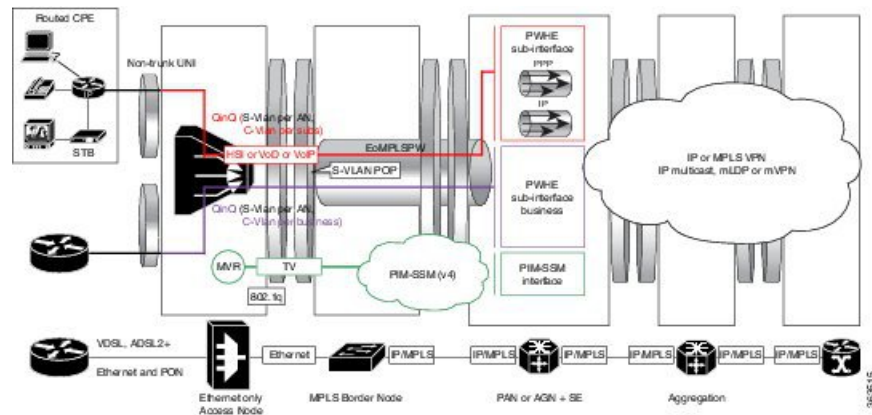 Routed CPE
STB
Non-trunk UNI
QinQ (S-Vlan per AN,
C-Vlan per subs)
HSI or VoD or VoIP
EoMPLSPW
S-VLAN POP
QinQ (S-Vlan per AN,
C-Vlan per business)
MVR
TV
802.1q
PIM-SSM (v4)
PWHE
sub-interface
PPP
IP
PWHE
sub-interface
business
PIM-SSM
interface
IP or MPLS VPN
IP multicast, mLDP or mVPN
VDSL, ADSL2+
Ethernet and PON
Ethernet
IP/MPLS
IP/MPLS
IP/MPLS
IP/MPLS
IP/MPLS
IP/MPLS
Ethernet only
Access Node
MPLS Border Node
PAN or AGN + SE
Aggregation